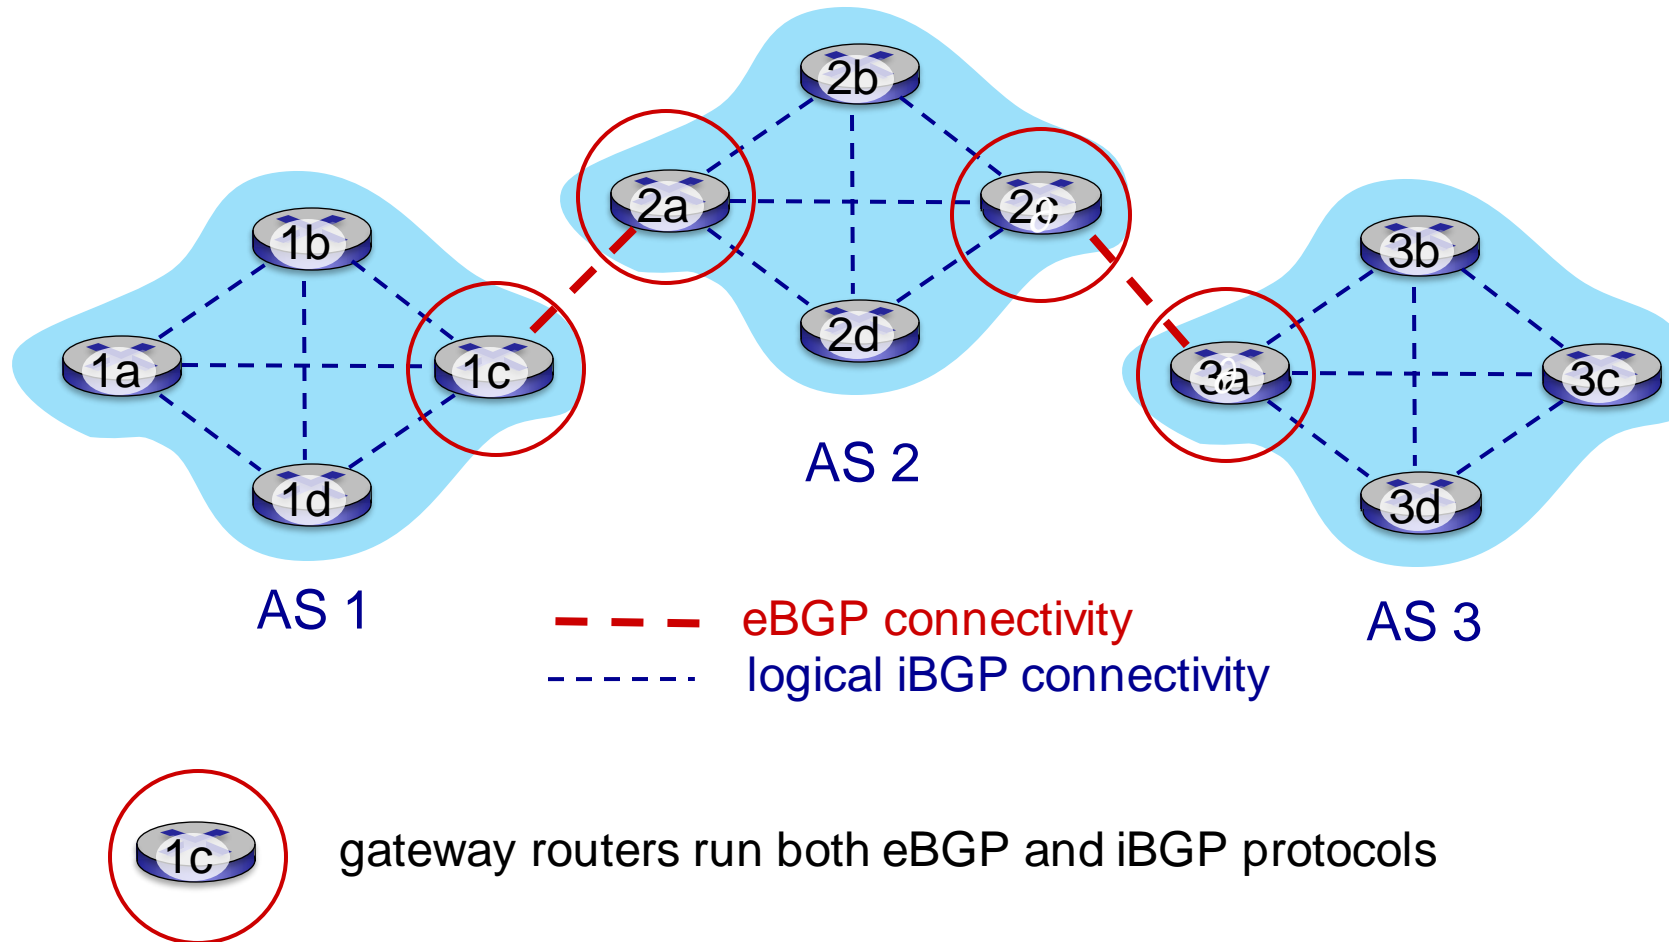 2b
2a
2c
1b
3b
2d
1a
1c
3a
3c
AS 2
1d
3d
AS 1
AS 3
eBGP connectivity
logical iBGP connectivity
1c
gateway routers run both eBGP and iBGP protocols